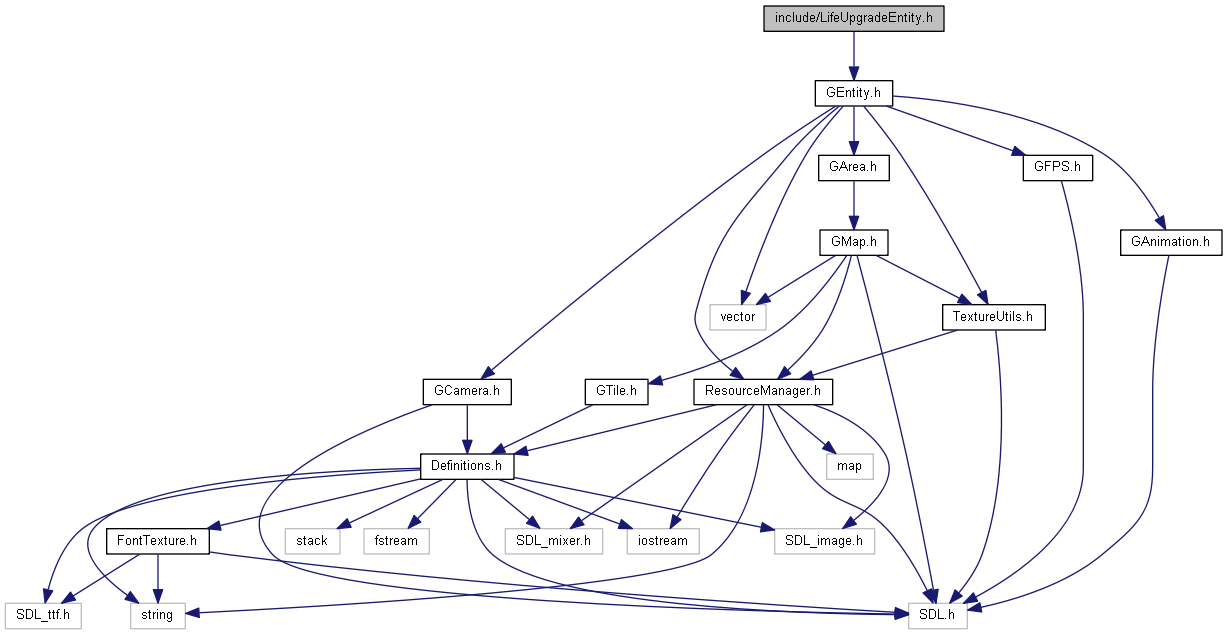 include/LifeUpgradeEntity.h
GEntity.h
GArea.h
GFPS.h
GMap.h
GAnimation.h
vector
TextureUtils.h
GCamera.h
GTile.h
ResourceManager.h
Definitions.h
map
FontTexture.h
stack
fstream
SDL_mixer.h
iostream
SDL_image.h
SDL_ttf.h
string
SDL.h